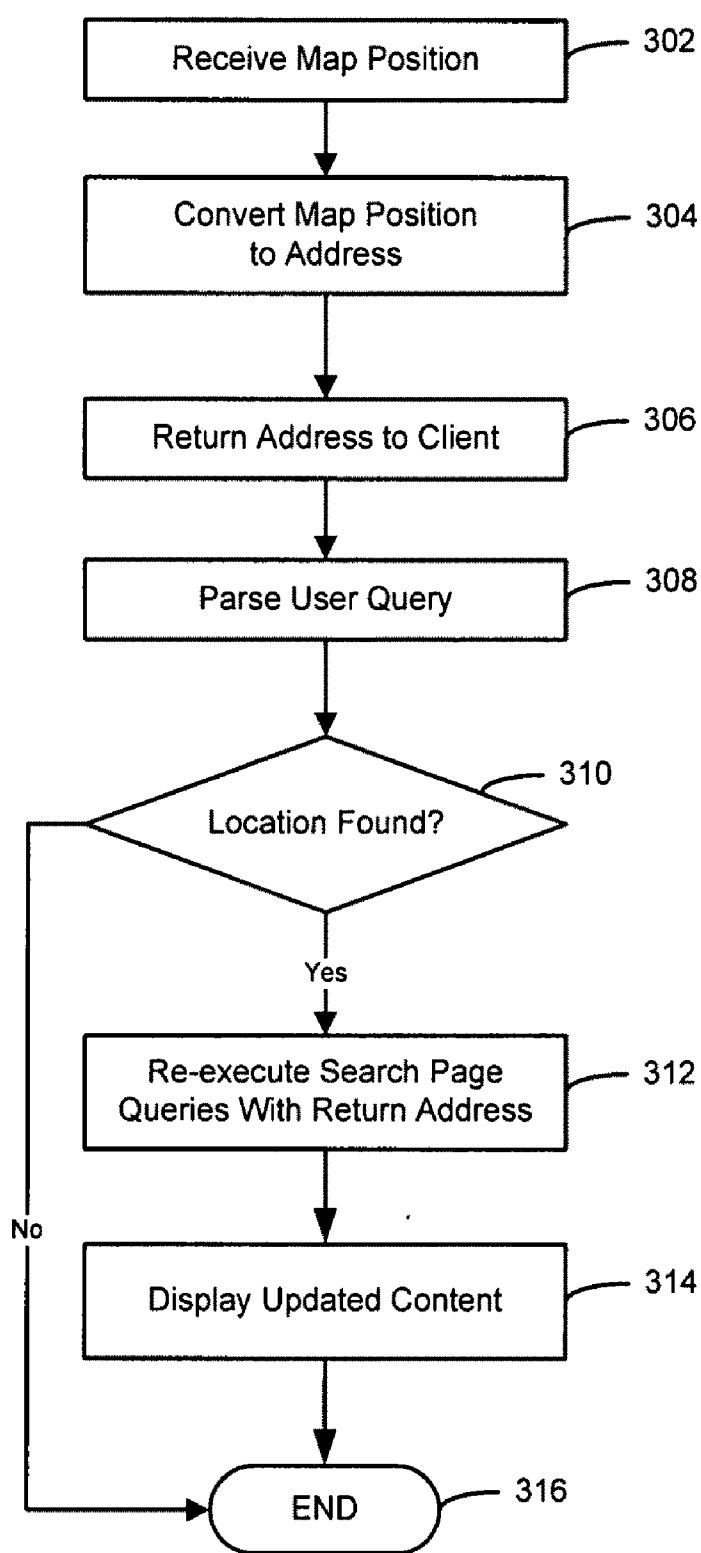 Receive Map Position
302
Convert Map Position
to Address
304
Return Address to Client
306
Parse User Query
308
Location Found?
310
Yes
Re-execute Search Page
Queries With Return Address
312
No
Display Updated Content
314
END
316